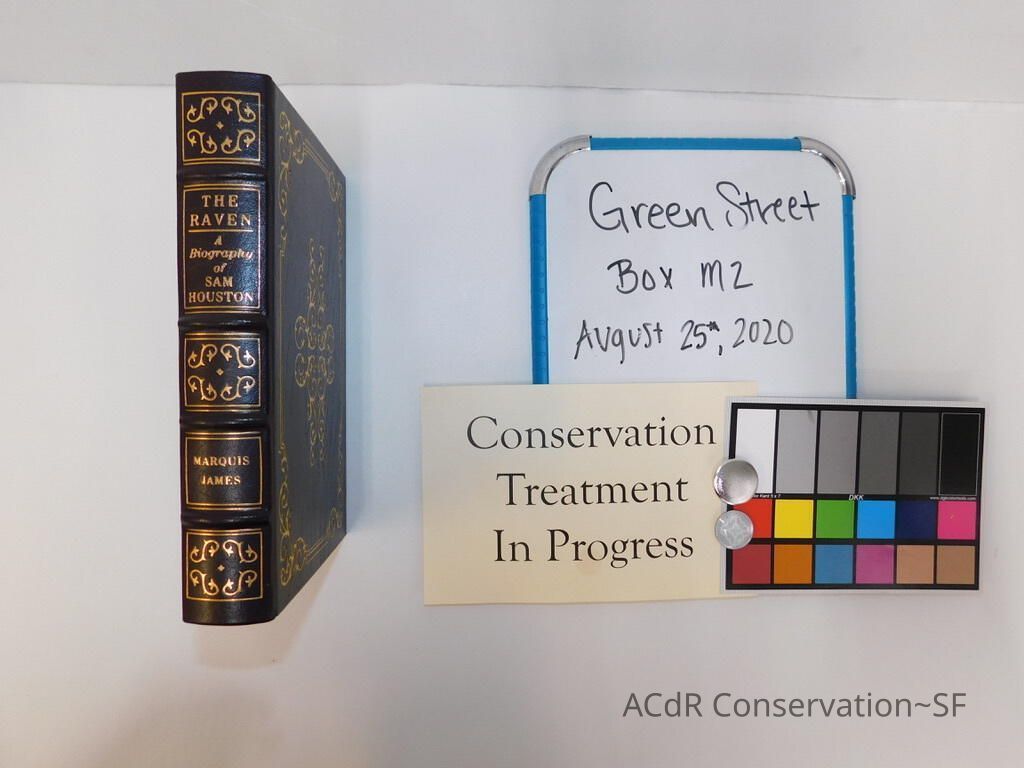 THE
RAVEN
A
Biography
of
SAM
HOUSTON
MARQUIS
JAMES
Green Street
Box M2
August 25th, 2020
Conservation
Treatment
In Progress
DKK
ACdR Conservation~SF